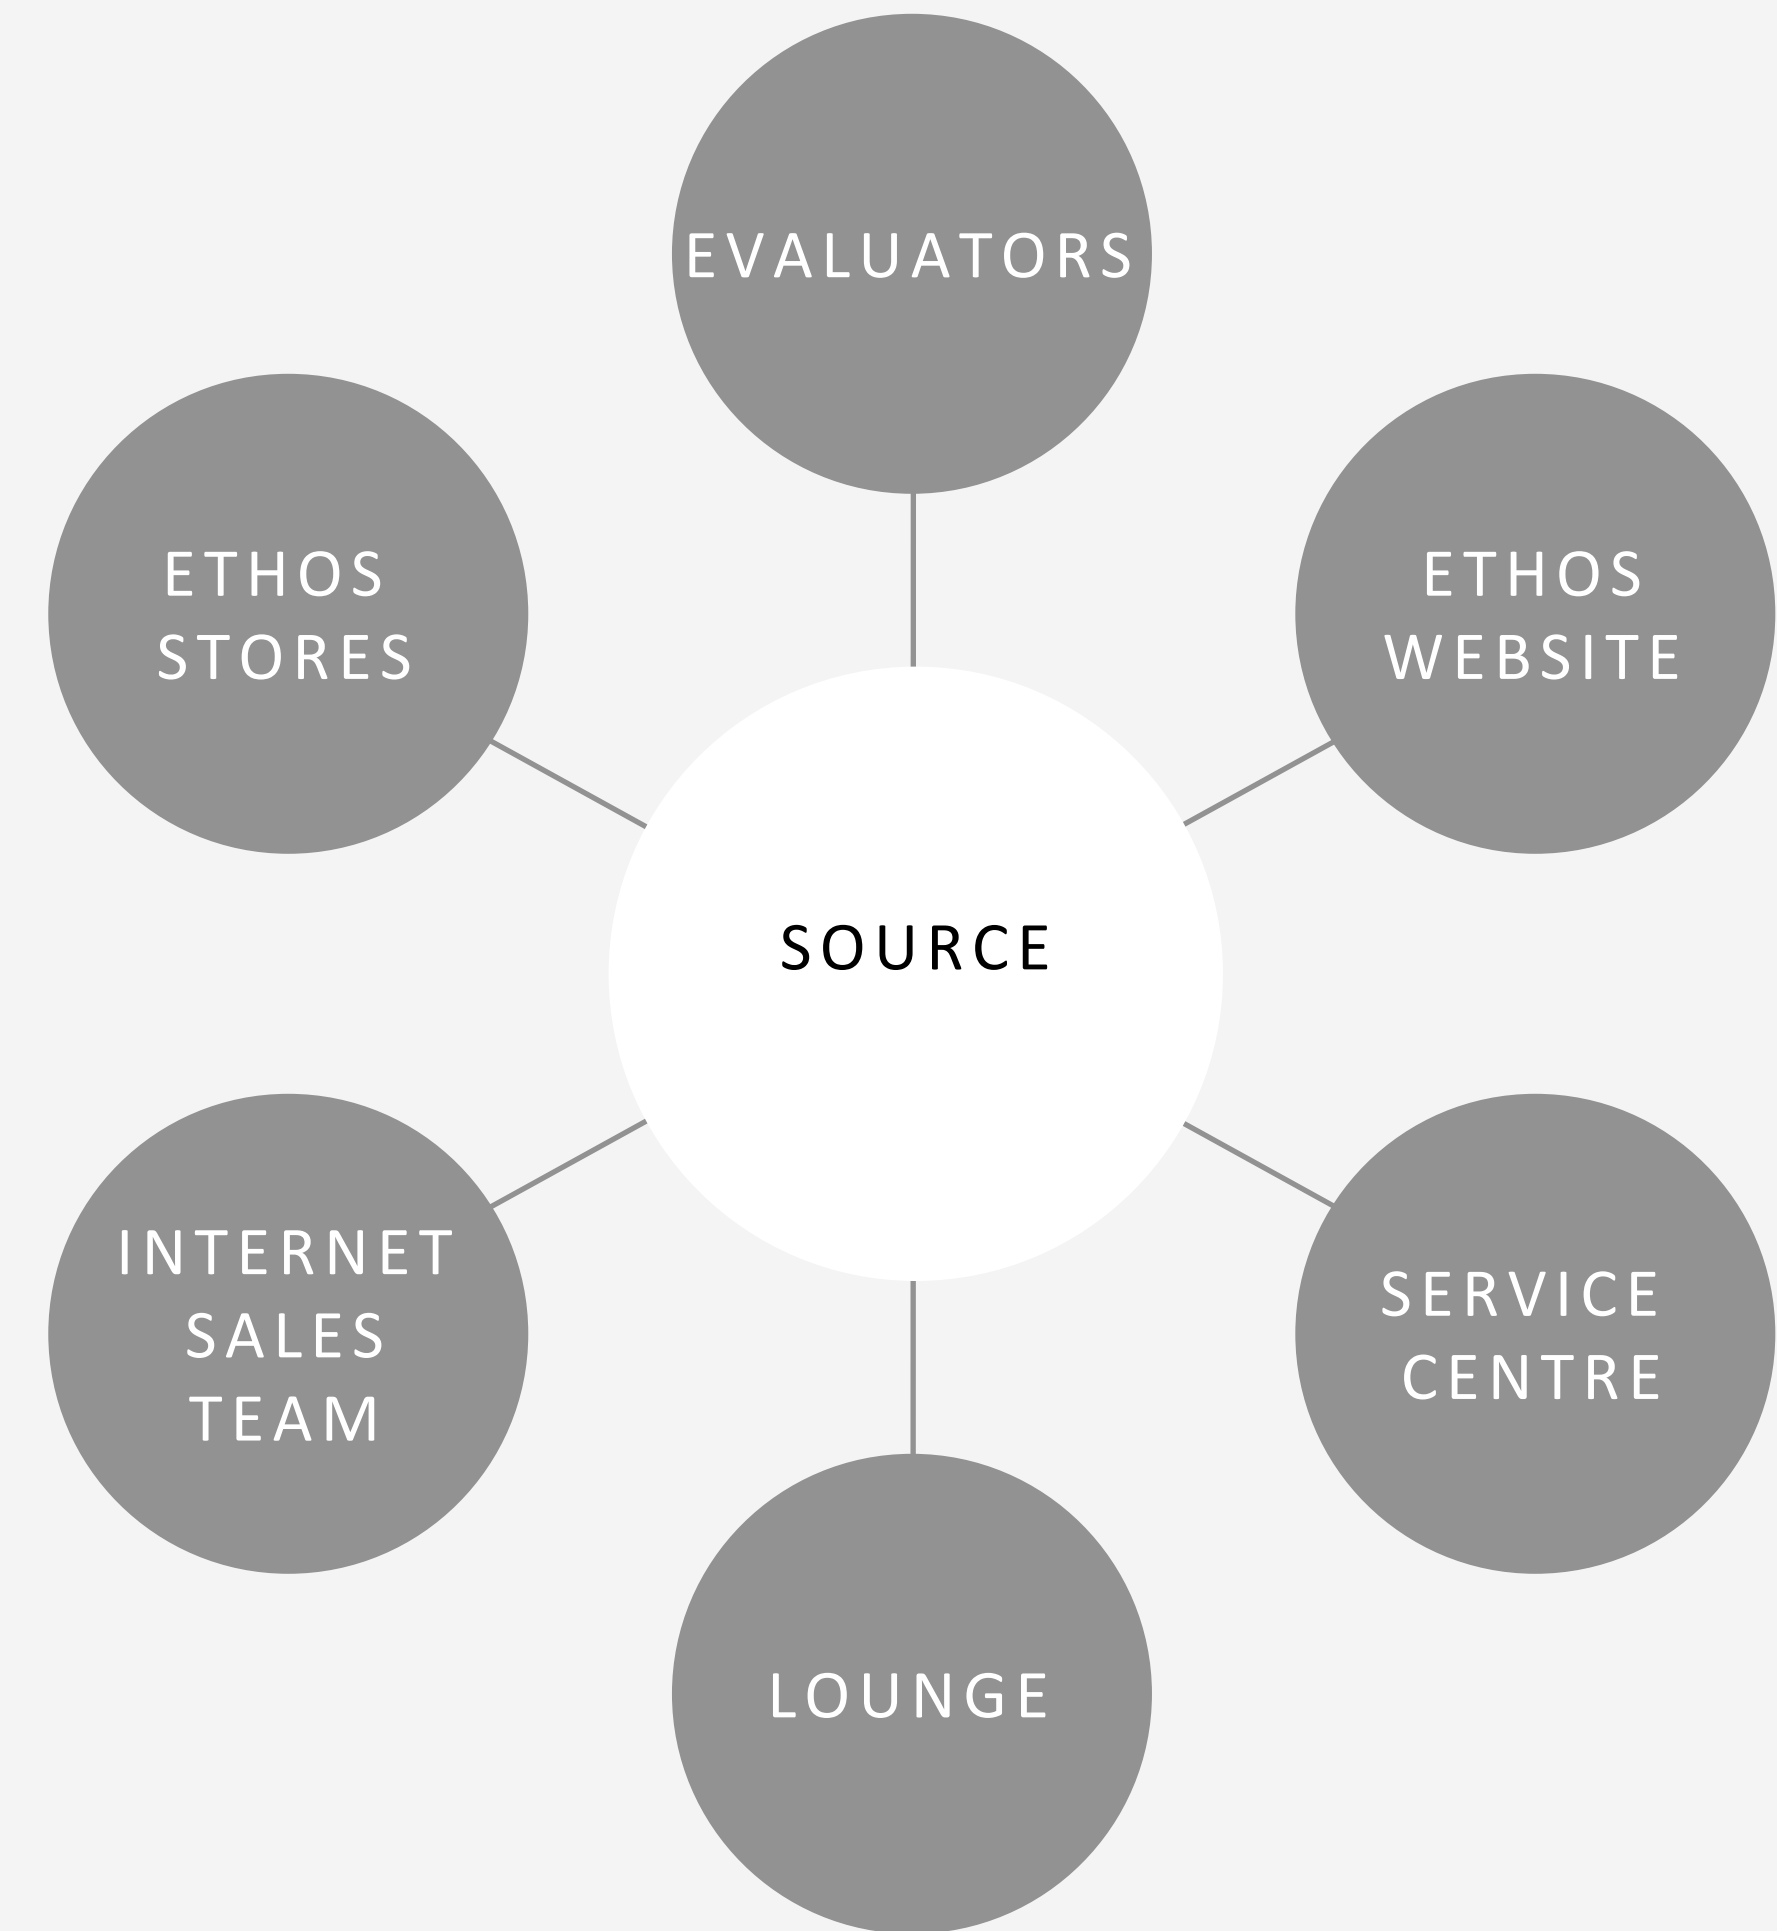 EVALUATORS
ETHOS
STORES
ETHOS
WEBSITE
SOURCE
INTERNET
SALES
TEAM
SERVICE
CENTRE
LOUNGE